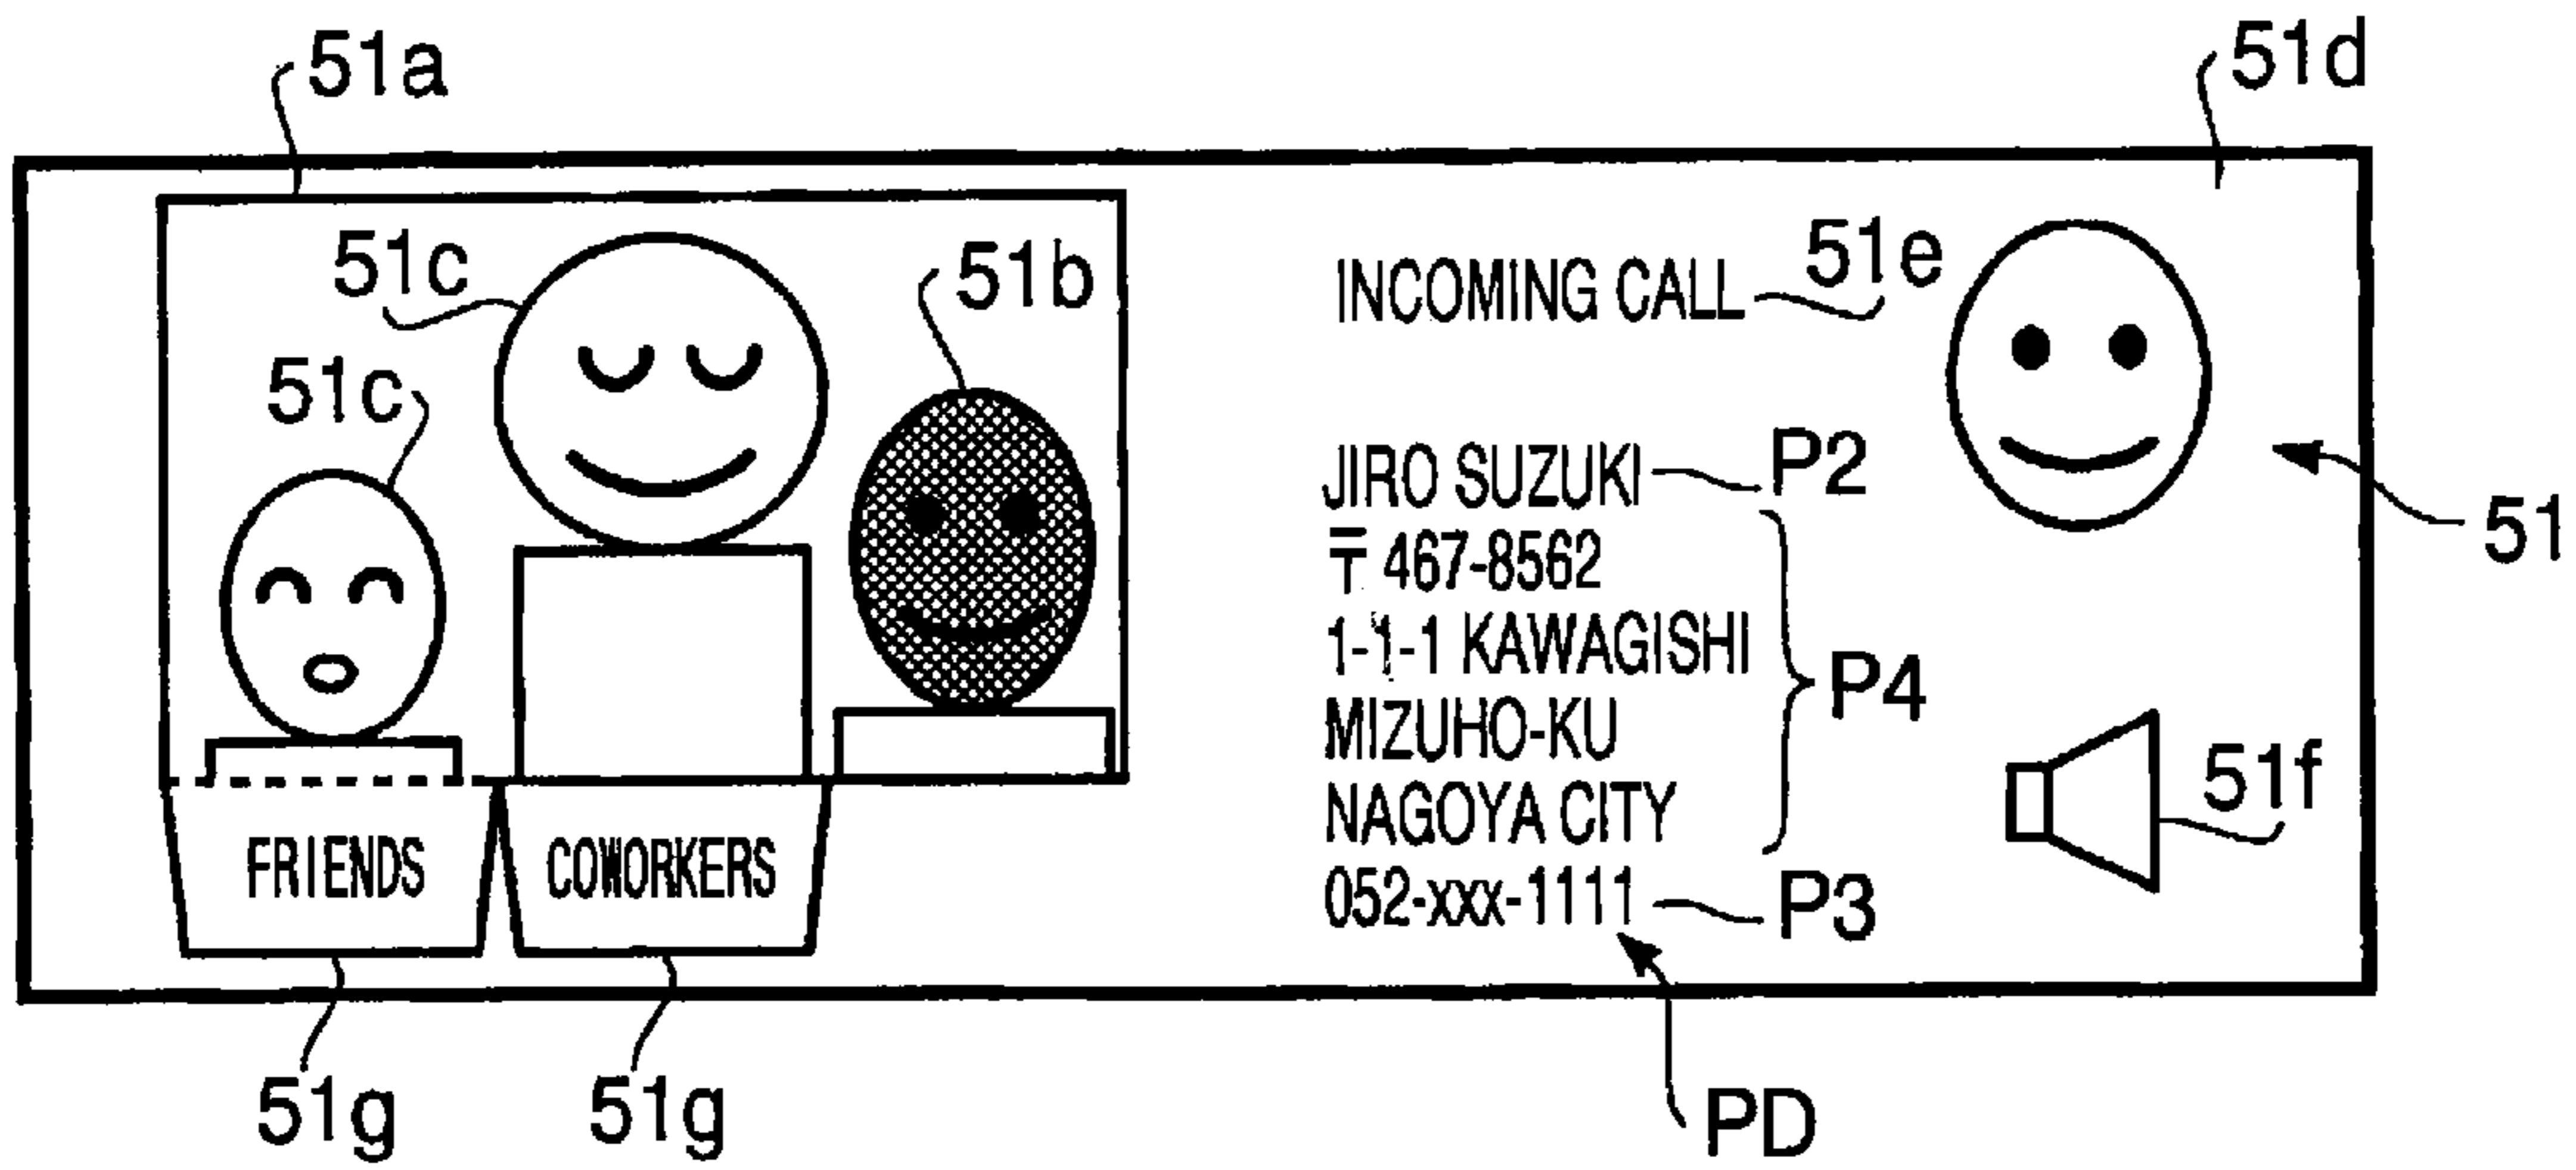 51a
51d
51c
51b
INCOMING CALL
51e
51c
JIRO SUZUKI
P2
51
〒 467-8562
1-1-1 KAWAGISHI
P4
MIZUHO-KU
NAGOYA CITY
51f
FRIENDS
COWORKERS
052-xxx-1111
P3
51g
51g
PD